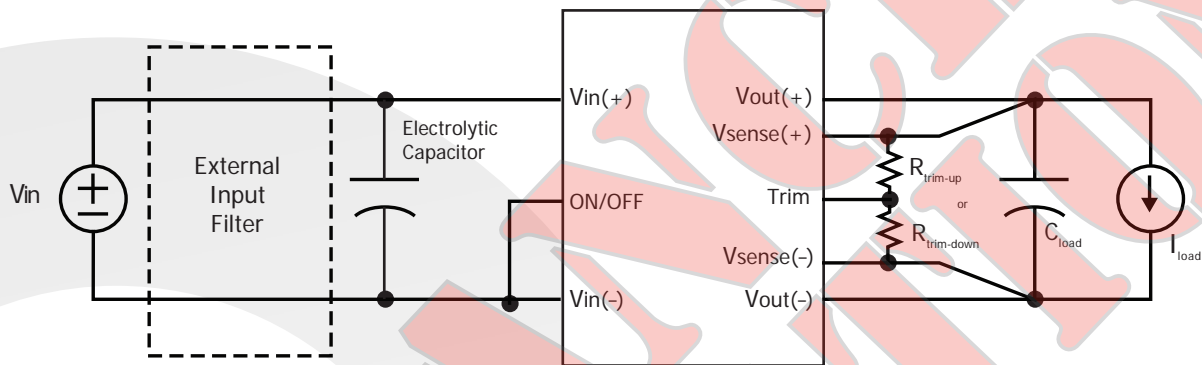 Vin
+
−
External
Input
Filter
Electrolytic
Capacitor
Vin(+)
ON/OFF
Vin(−)
Vout(+)
Vsense(+)
Trim
Vsense(−)
Vout(−)
Rtrim-up
or
Rtrim-down
Cload
Iload